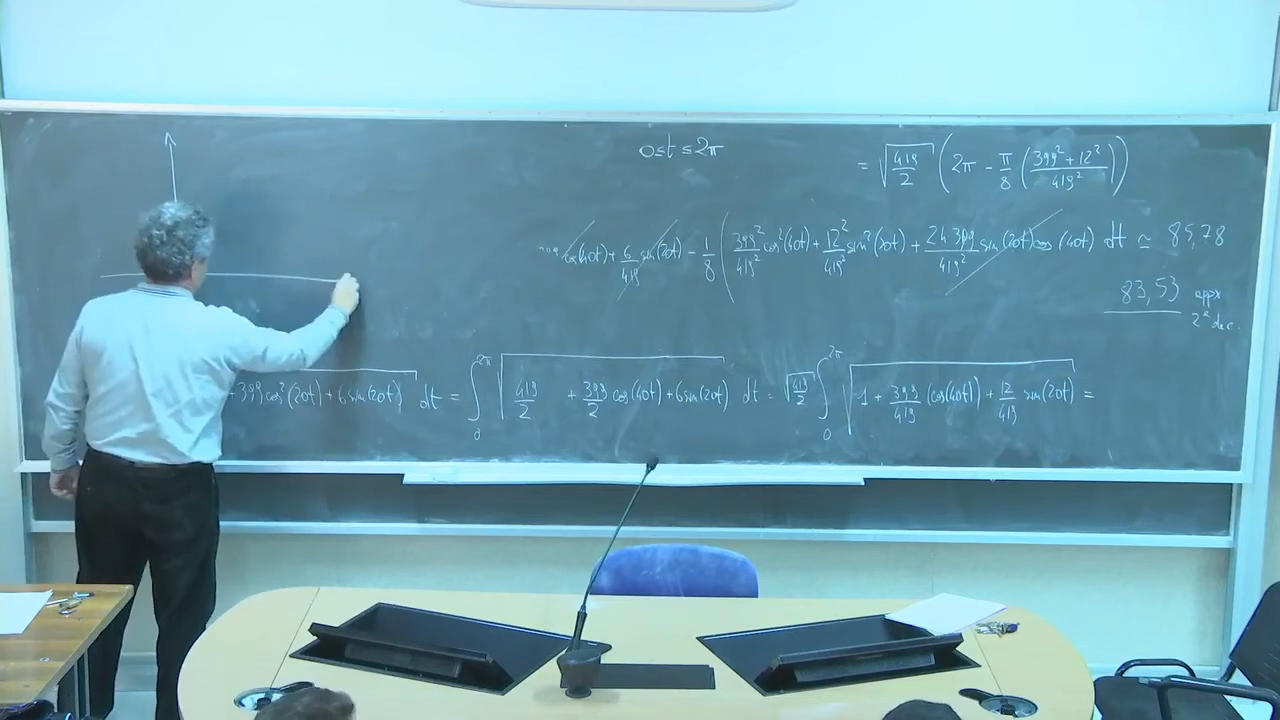 0≤t≤2π
= √(419/2) (2π - π/8 ((399² + 12²)/419²))
cos(40t) + 6/419 sin(20t) - 1/8 (399²/419² cos²(40t) + 12²/419² sin²(20t) + 24·399/419² sin(20t) cos(40t) dt ≃ 85,78
83,53 appx
2ª dec.
+ 399 cos²(20t) + 6 sin(20t) dt = ∫₀^2π √(419/2 + 399/2 cos(40t) + 6 sin(20t)) dt = √(419/2) ∫₀^2π √(1 + 399/419 (cos(40t)) + 12/419 sin(20t)) =